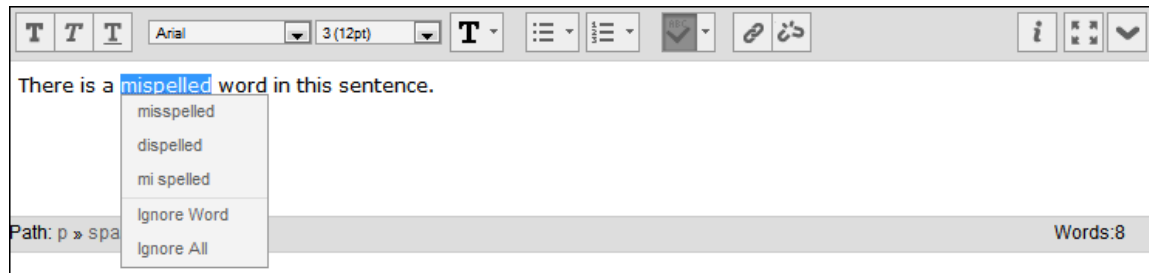 T T T Arial 3 (12pt) T ABC i
There is a mispelled word in this sentence.
misspelled
dispelled
mi spelled
Ignore Word
Path: p » spa Words:8
Ignore All